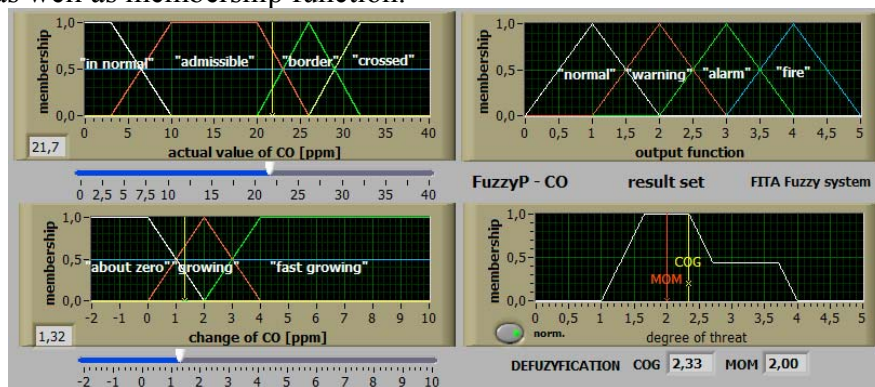 as well as membership function.
membership
1,0
0,5
0,0
"in normal" "admissible" "border" "crossed"
0 5 10 15 20 25 30 35 40
21,7
actual value of CO [ppm]
0 2,5 5 7,5 10 15 20 25 30 35 40
membership
1,0
0,5
0,0
"normal" "warning" "alarm" "fire"
0 0,5 1 1,5 2 2,5 3 3,5 4 4,5 5
output function
FuzzyP - CO result set FITA Fuzzy system
membership
1,0
0,5
0,0
"about zero" "growing" "fast growing"
-2 -1 0 1 2 3 4 5 6 7 8 9 10
1,32
change of CO [ppm]
-2 -1 0 1 2 3 4 5 6 7 8 9 10
membership
1,0
0,5
0,0
COG
MOM
0 0,5 1 1,5 2 2,5 3 3,5 4 4,5 5
norm.
degree of threat
DEFUZYFICATION COG 2,33 MOM 2,00